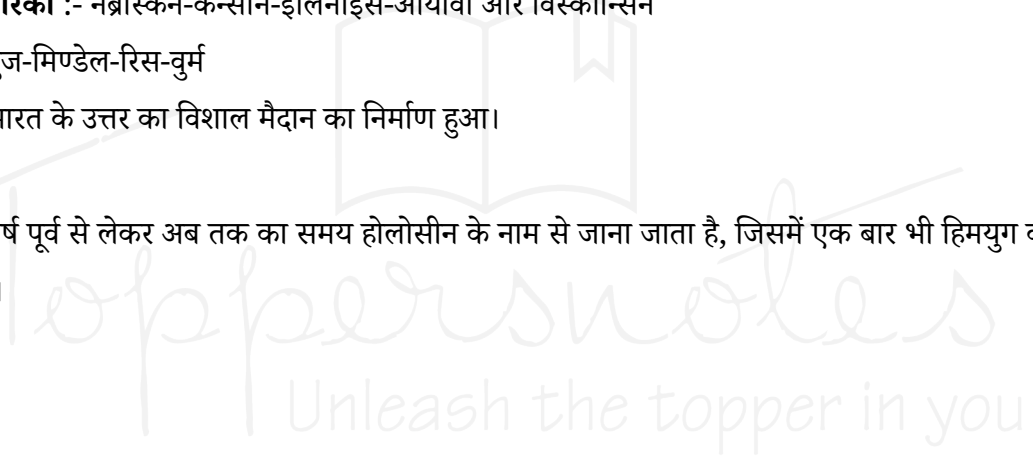 :- नेब्रास्कन-कन्सान-इलिनोइस-आयोवा और विस्कॉन्सिन
ज-मिण्डेल-रिस-वुर्म
के उत्तर का विशाल मैदान का निर्माण हुआ।
पूर्व से लेकर अब तक का समय होलोसीन के नाम से जाना जाता है, जिसमें एक बार भी हिमयुग
Toppersnotes
Unleash the topper in you